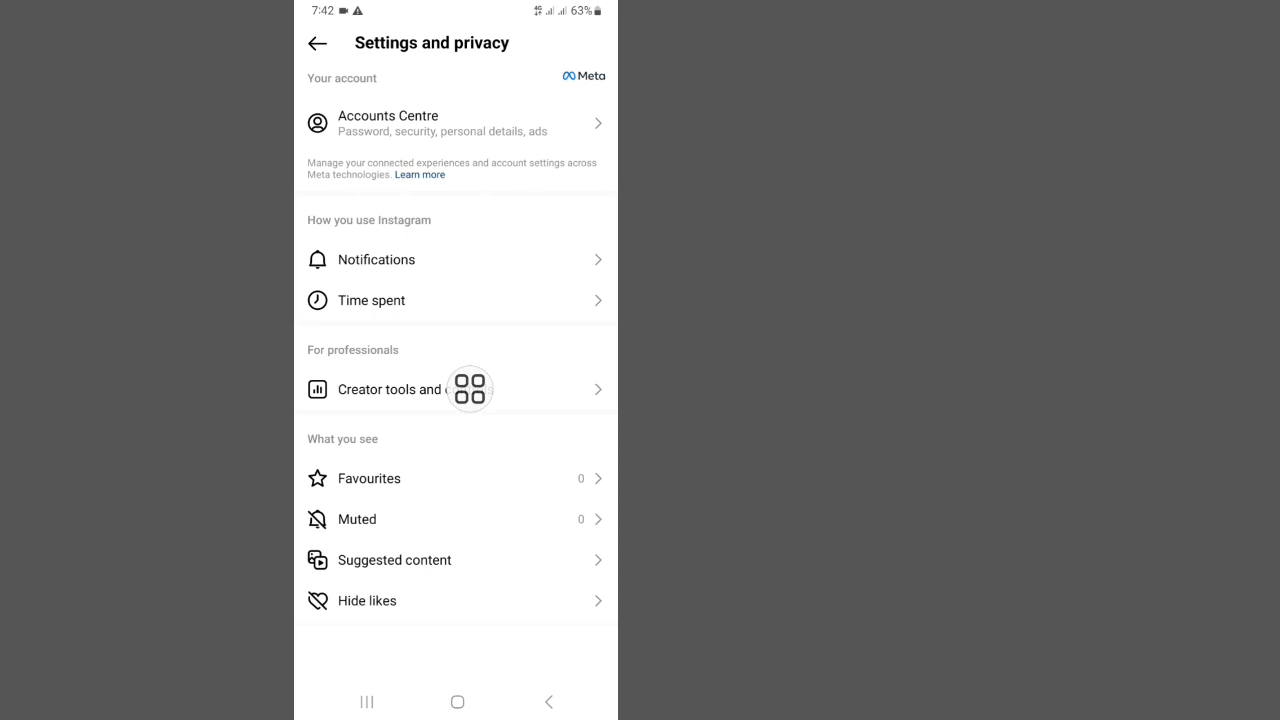 7:42 4G 63%
Settings and privacy
Your account
Meta
Accounts Centre
Password, security, personal details, ads
Manage your connected experiences and account settings across
Meta technologies. Learn more
How you use Instagram
Notifications
Time spent
For professionals
Creator tools and
What you see
Favourites 0
Muted 0
Suggested content
Hide likes